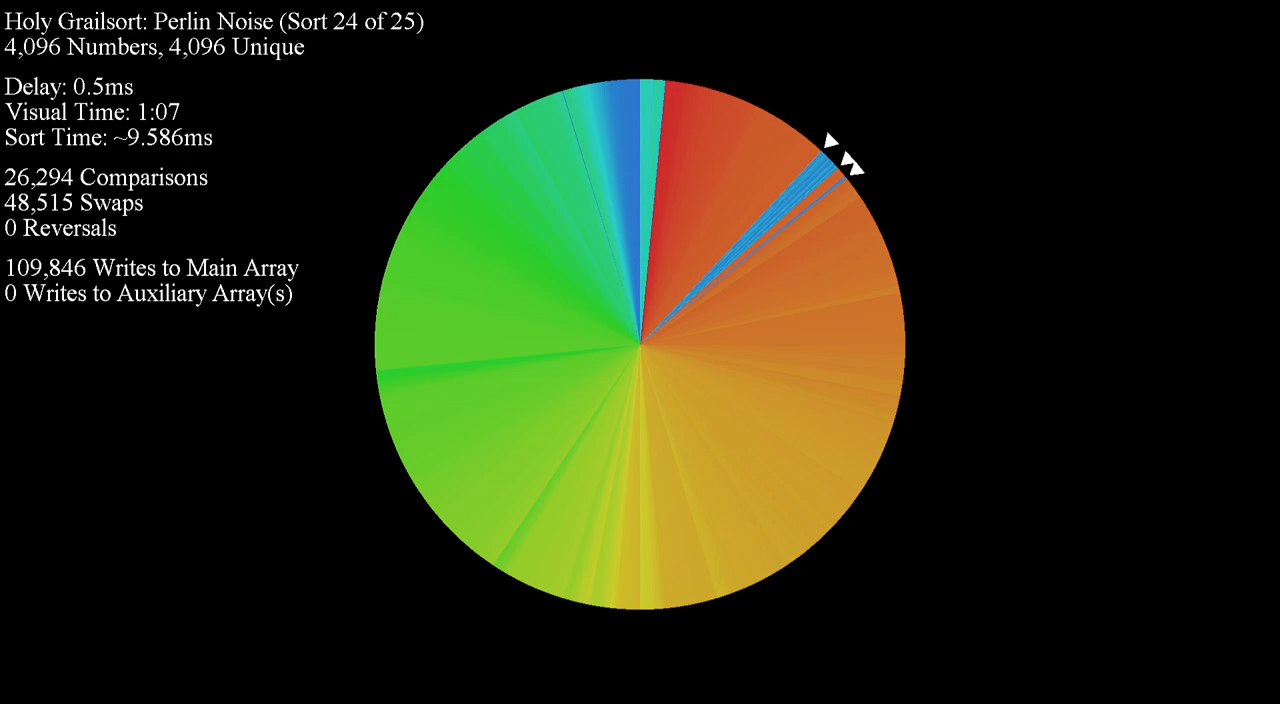 Holy Grailsort: Perlin Noise (Sort 24 of 25)
4,096 Numbers, 4,096 Unique
Delay: 0.5ms
Visual Time: 1:07
Sort Time: ~9.586ms
26,294 Comparisons
48,515 Swaps
0 Reversals
109,846 Writes to Main Array
0 Writes to Auxiliary Array(s)